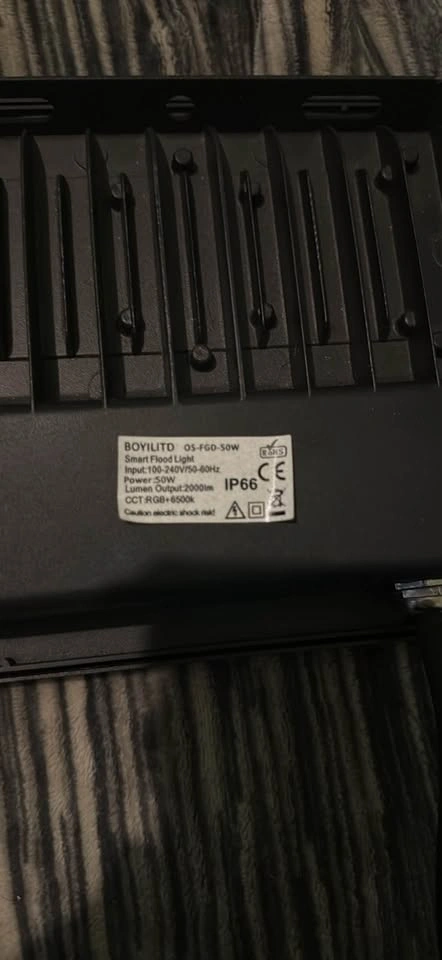 BOYILITD OS-FGD-50W
Smart Flood Light
Input:100-240V/50-60Hz
Power:50W
Lumen Output:2000lm
CCT:RGB+6500k
Caution electric shock risk!
IP66
CE
RoHS